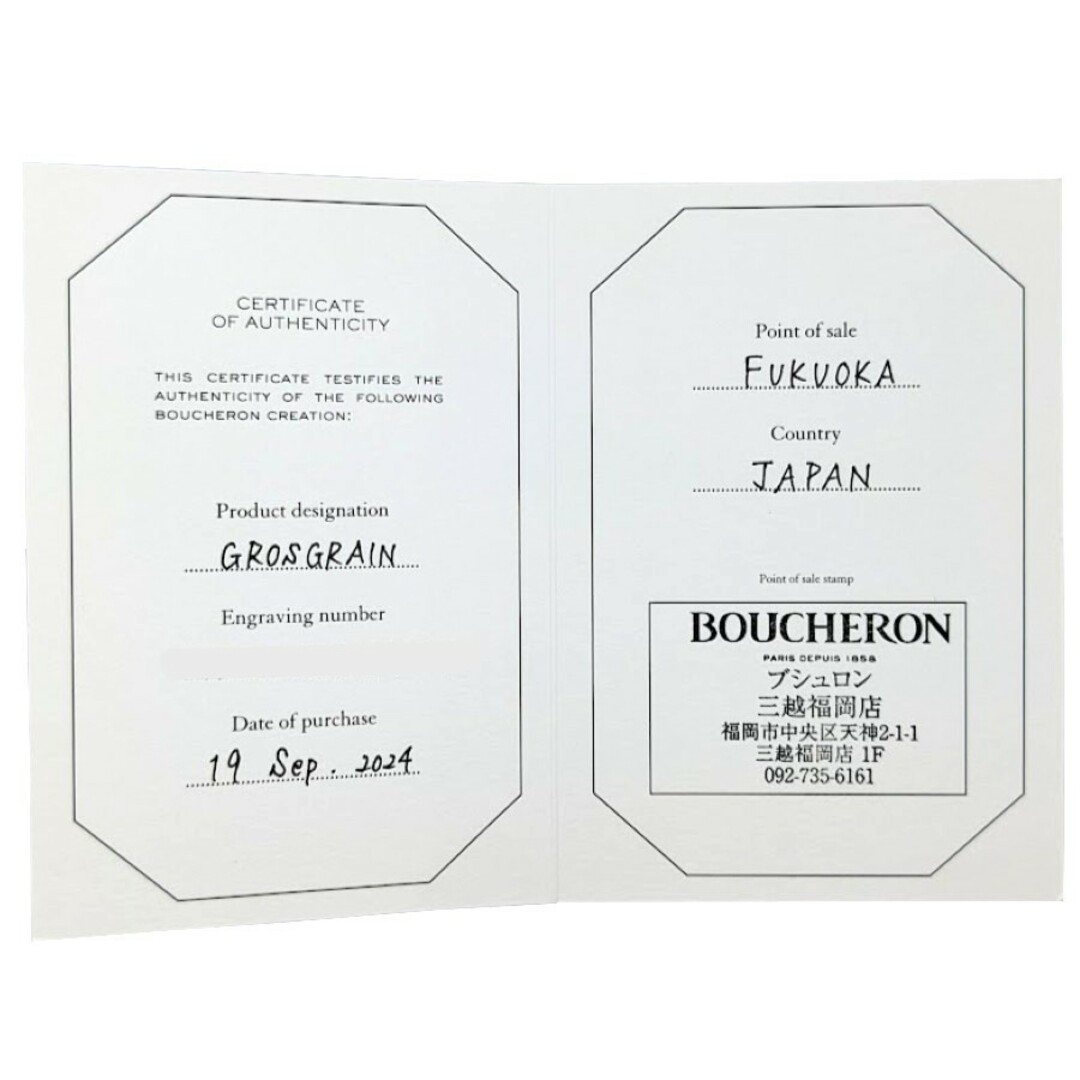 CERTIFICATE
OF AUTHENTICITY
THIS CERTIFICATE TESTIFIES THE
AUTHENTICITY OF THE FOLLOWING
BOUCHERON CREATION:
Product designation
GROSGRAIN
Engraving number
Date of purchase
19 Sep. 2024
Point of sale
FUKUOKA
Country
JAPAN
Point of sale stamp
BOUCHERON
PARIS DEPUIS 1858
ブシュロン
三越福岡店
福岡市中央区天神2-1-1
三越福岡店 1F
092-735-6161